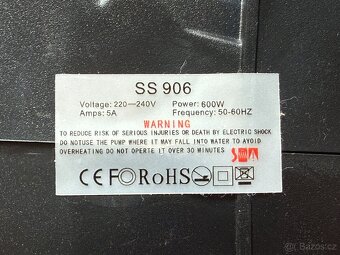 SS 906
Voltage: 220—240V Power: 600W
Amps: 5A Frequency: 50-60HZ
WARNING
TO REDUCE RISK OF SERIOUS INJURIES OR DEATH BY ELECTRIC SHOCK
DO NOTUSE THE PUMP WHERE IT MAY FALL INTO WATER TO AVOID
OVERHEATING DO NOT OPERATE IT OVER 30 MINUTES
CE F RoHS
© Bazos.cz